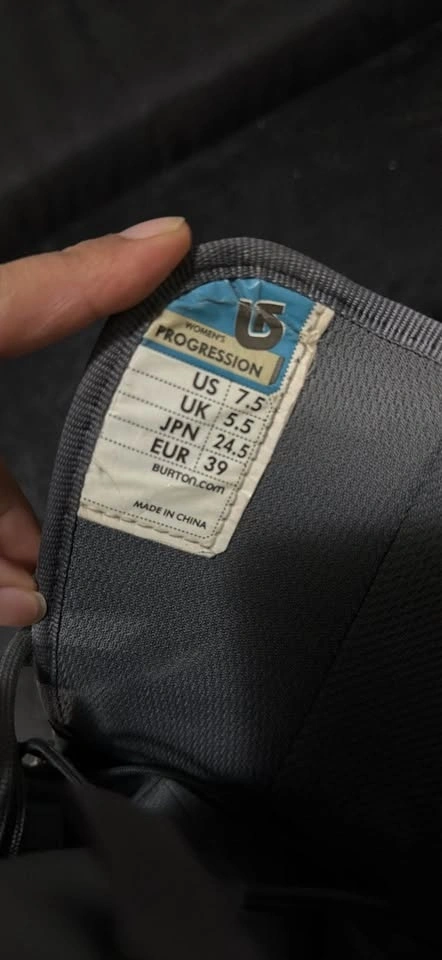 WOMEN'S
PROGRESSION
US 7.5
UK 5.5
JPN 24.5
EUR 39
BURTON.COM
MADE IN CHINA